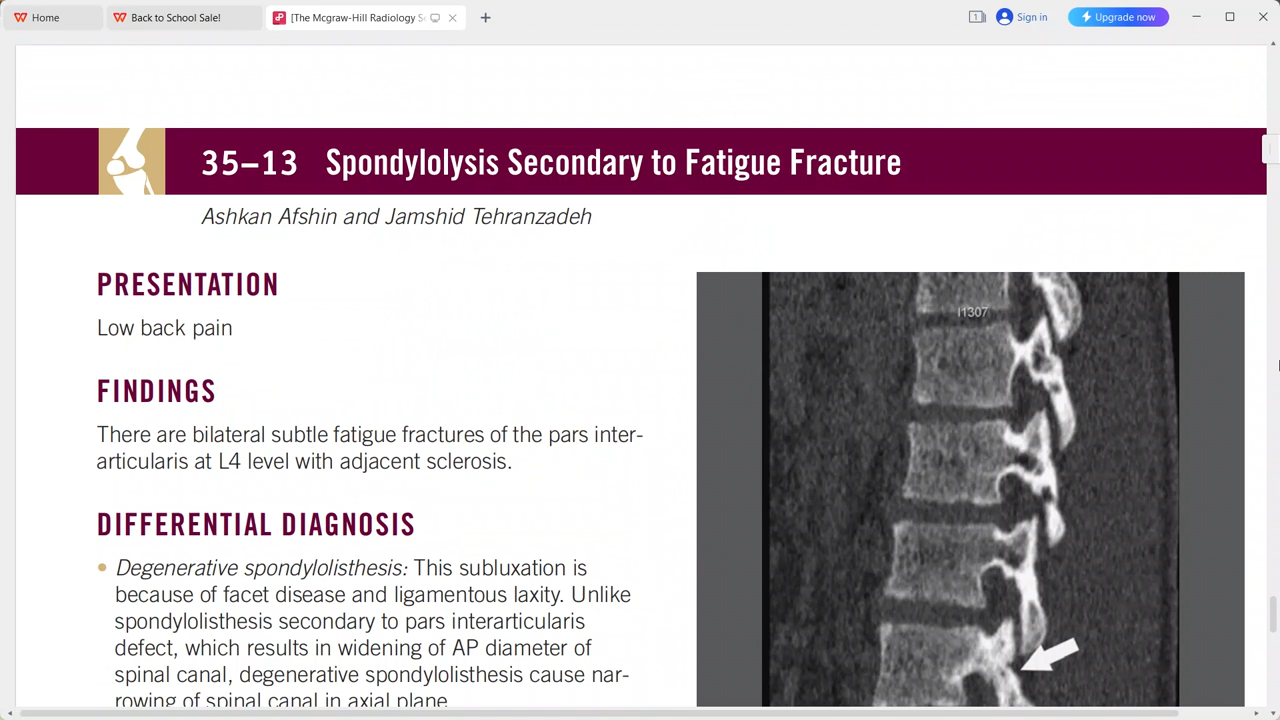 Home
Back to School Sale!
[The Mcgraw-Hill Radiology S
1
Sign in
Upgrade now
35–13 Spondylolysis Secondary to Fatigue Fracture
Ashkan Afshin and Jamshid Tehranzadeh
PRESENTATION
Low back pain
FINDINGS
There are bilateral subtle fatigue fractures of the pars inter-
articularis at L4 level with adjacent sclerosis.
DIFFERENTIAL DIAGNOSIS
• Degenerative spondylolisthesis: This subluxation is
because of facet disease and ligamentous laxity. Unlike
spondylolisthesis secondary to pars interarticularis
defect, which results in widening of AP diameter of
spinal canal, degenerative spondylolisthesis cause nar-
rowing of spinal canal in axial plane.
I1307